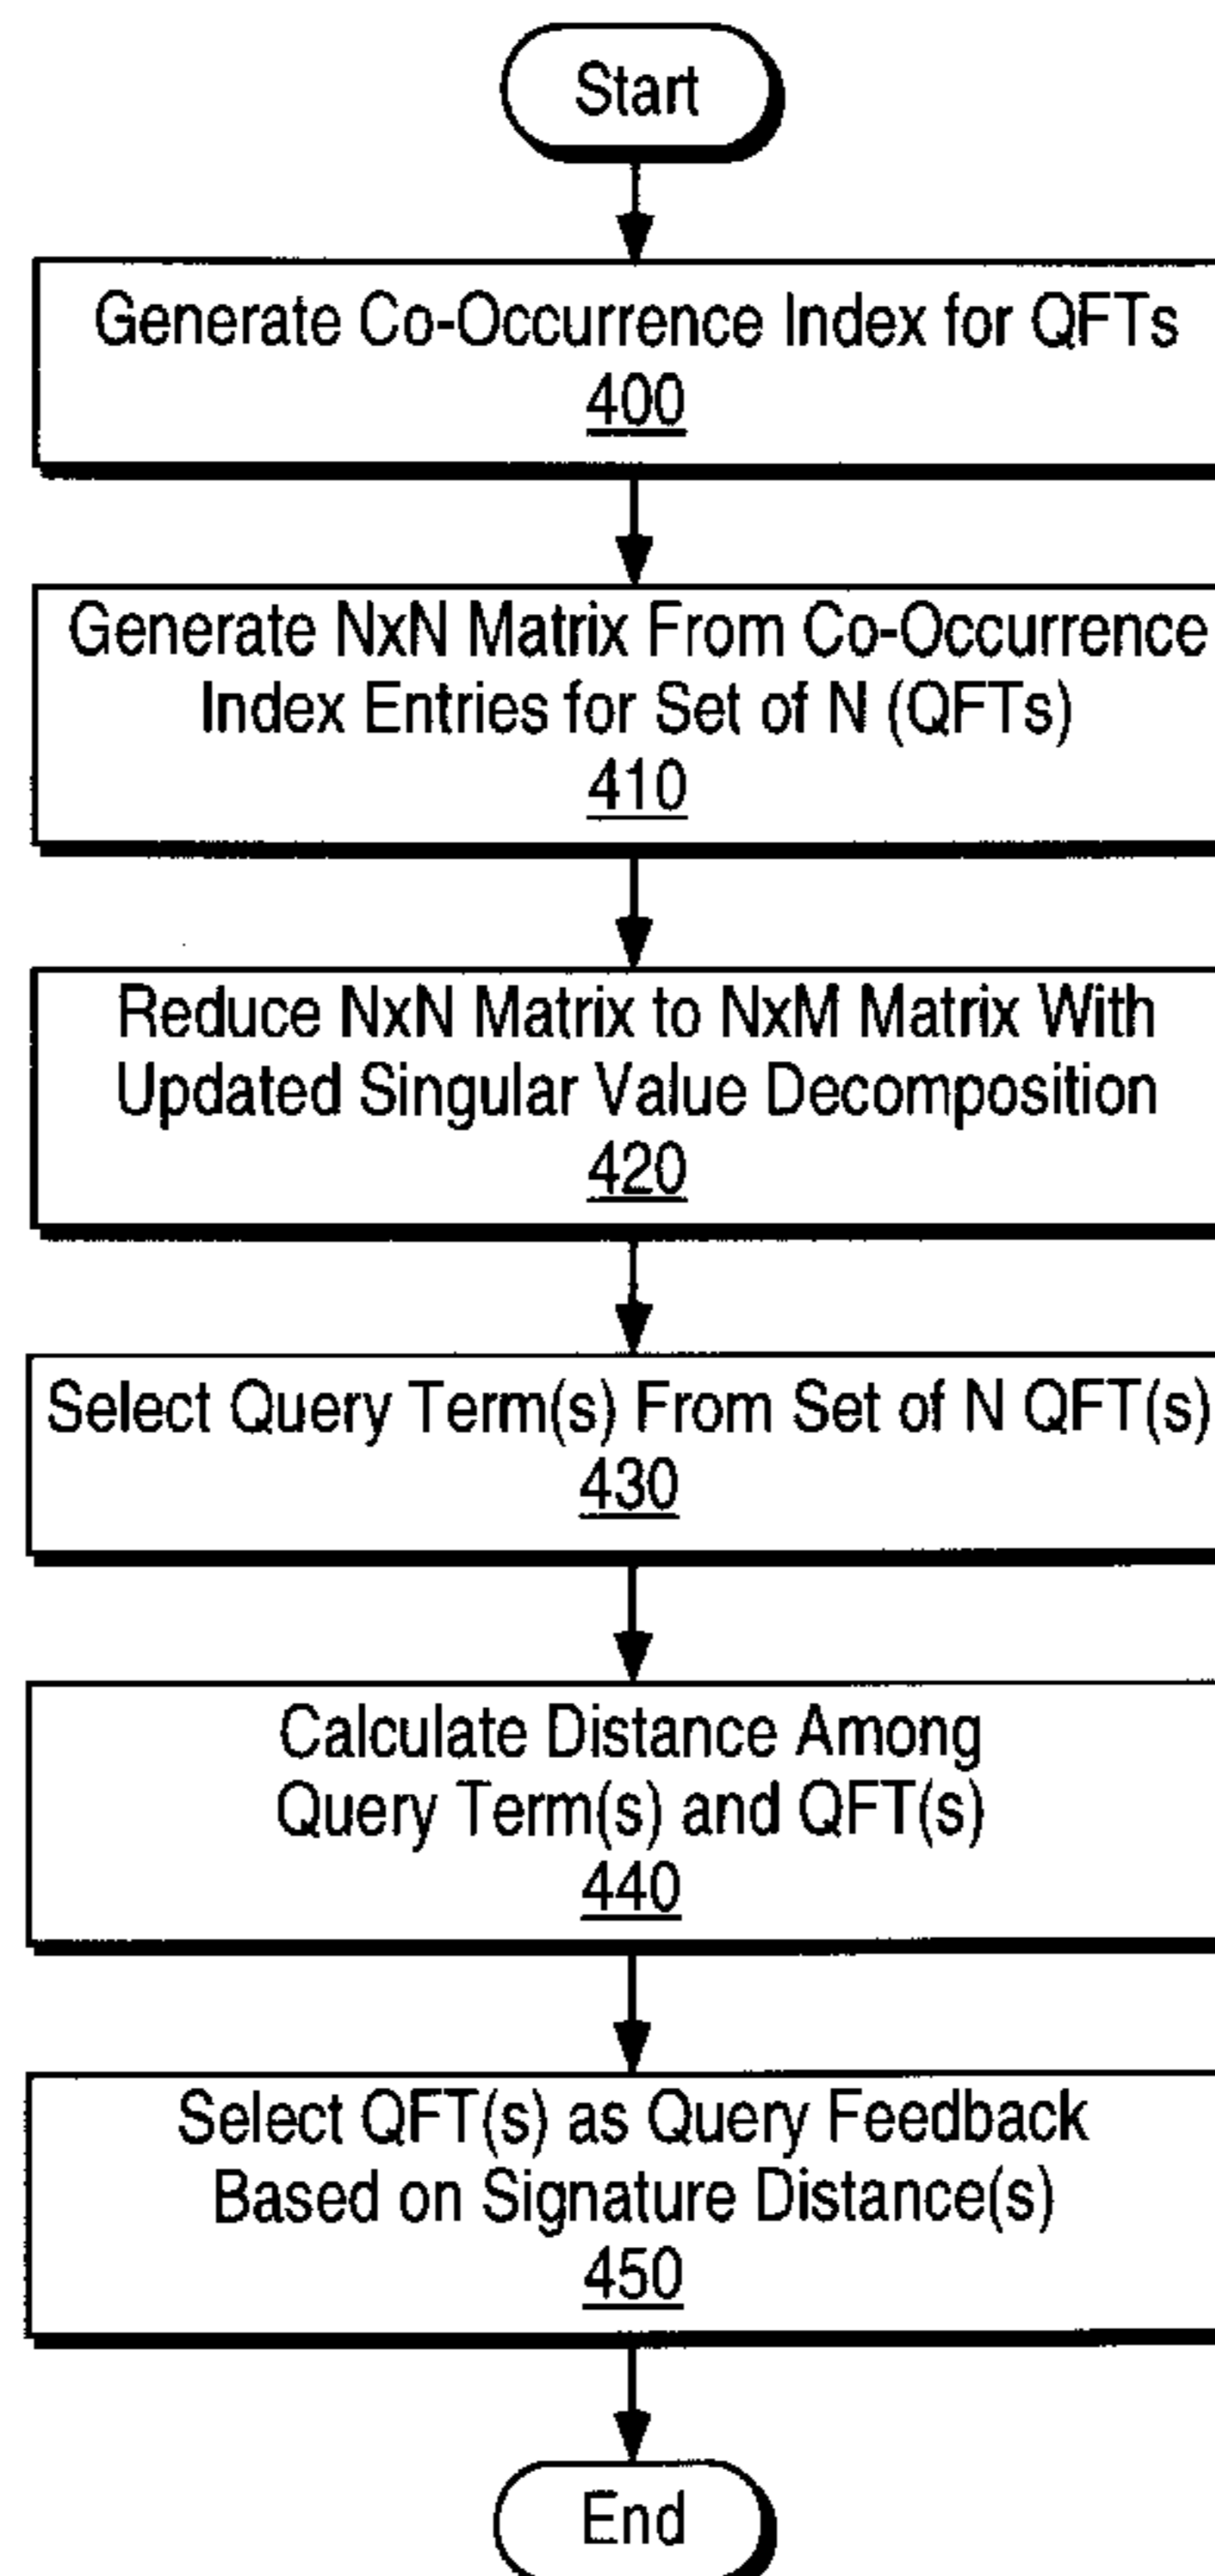 Start
Generate Co-Occurrence Index for QFTs
400
Generate NxN Matrix From Co-Occurrence
Index Entries for Set of N (QFTs)
410
Reduce NxN Matrix to NxM Matrix With
Updated Singular Value Decomposition
420
Select Query Term(s) From Set of N QFT(s)
430
Calculate Distance Among
Query Term(s) and QFT(s)
440
Select QFT(s) as Query Feedback
Based on Signature Distance(s)
450
End